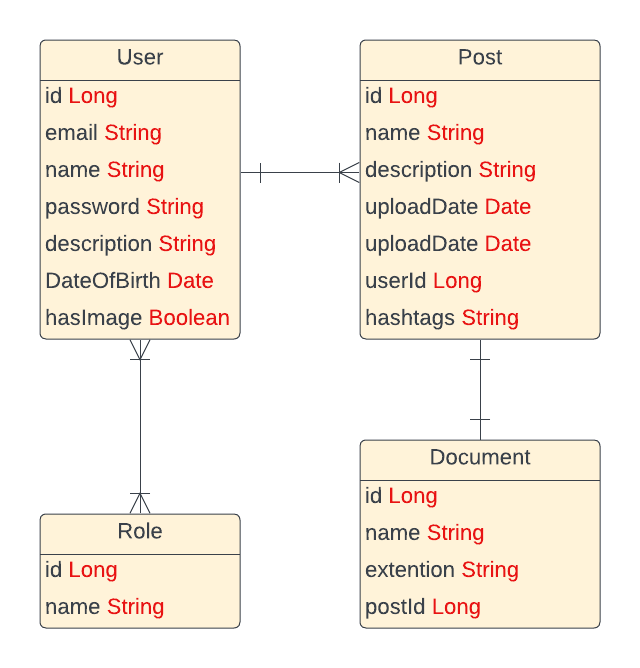 User
id Long
email String
name String
password String
description String
DateOfBirth Date
hasImage Boolean
Post
id Long
name String
description String
uploadDate Date
uploadDate Date
userId Long
hashtags String
Role
id Long
name String
Document
id Long
name String
extention String
postId Long